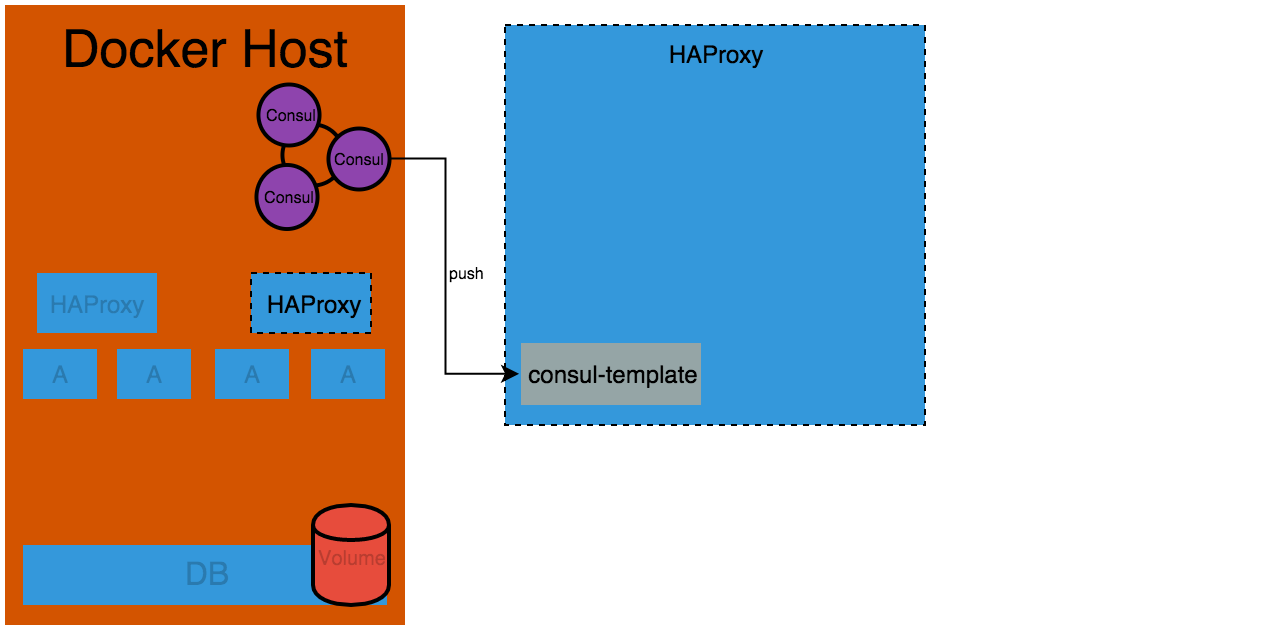 Docker Host
HAProxy
Consul
Consul
Consul
push
HAProxy
HAProxy
consul-template
A
A
A
A
Volume
DB